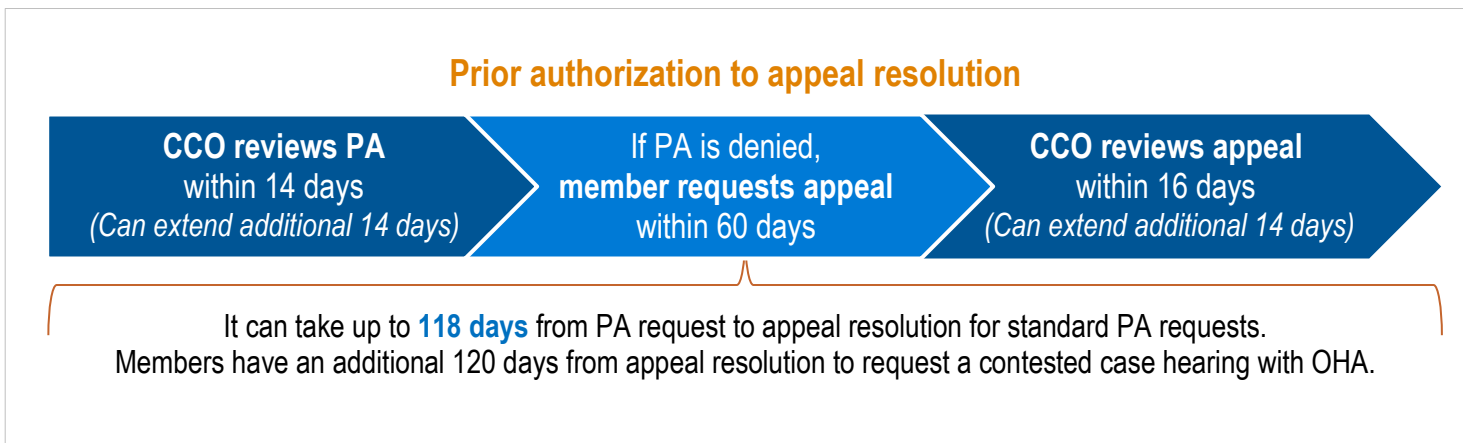 Prior authorization to appeal resolution
CCO reviews PA
within 14 days
(Can extend additional 14 days)
If PA is denied,
member requests appeal
within 60 days
CCO reviews appeal
within 16 days
(Can extend additional 14 days)
It can take up to 118 days from PA request to appeal resolution for standard PA requests.
Members have an additional 120 days from appeal resolution to request a contested case hearing with OHA.